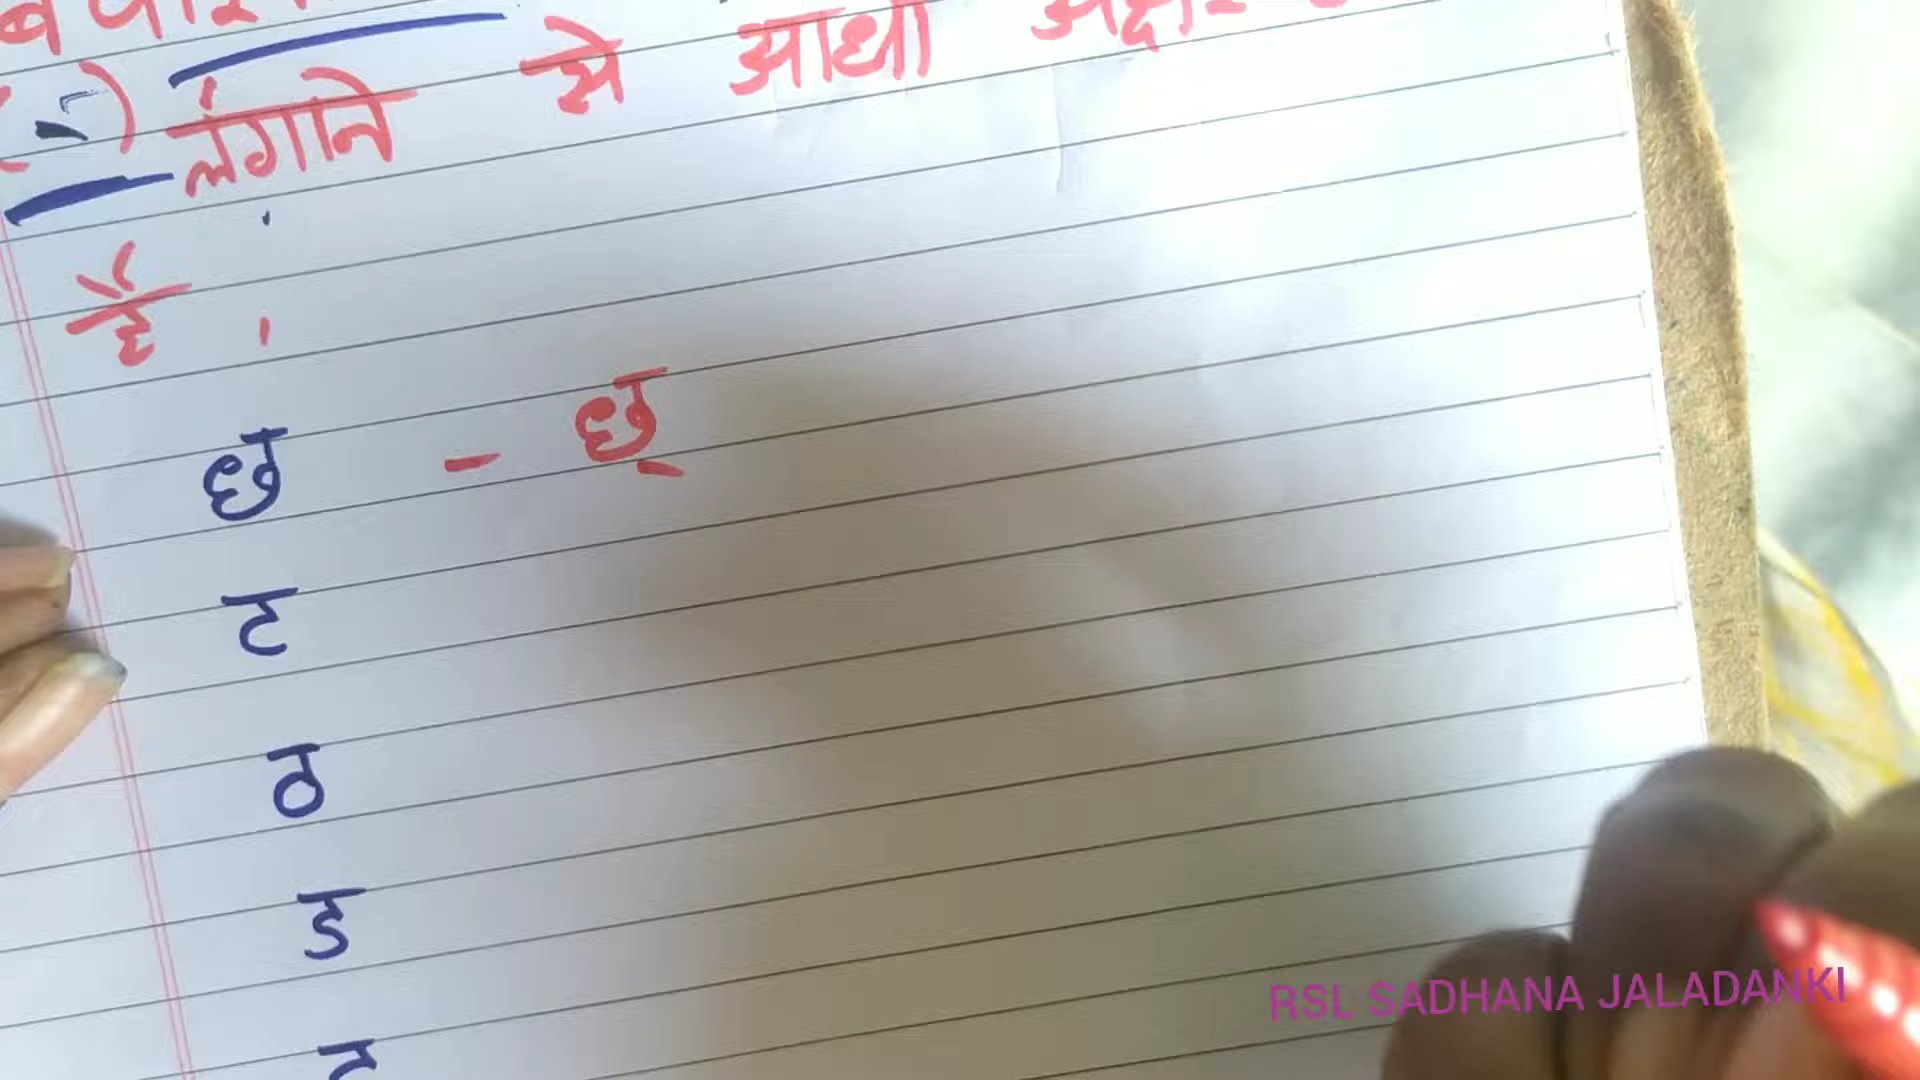 (्) लगाने से आधा
हैं ।
छ - छ्
ट
ठ
ड
RSL SADHANA JALADANKI